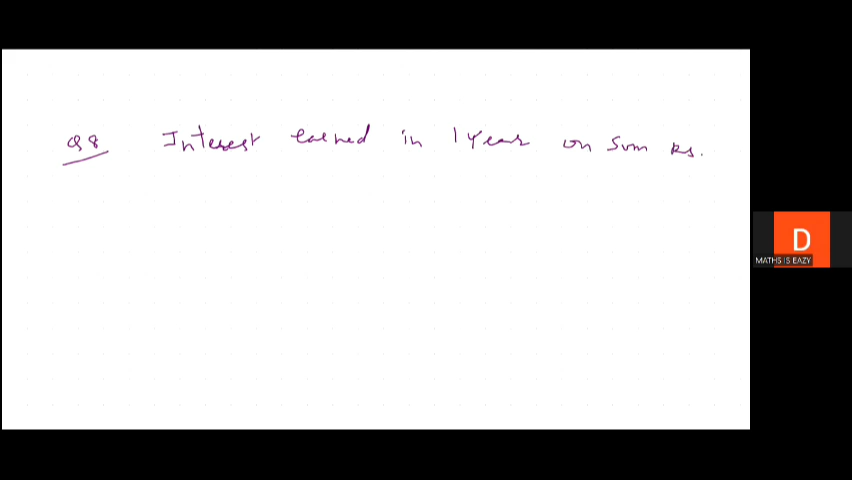 Q8 Interest earned in 1 Year on Sum Rs.
D
MATHS IS EAZY